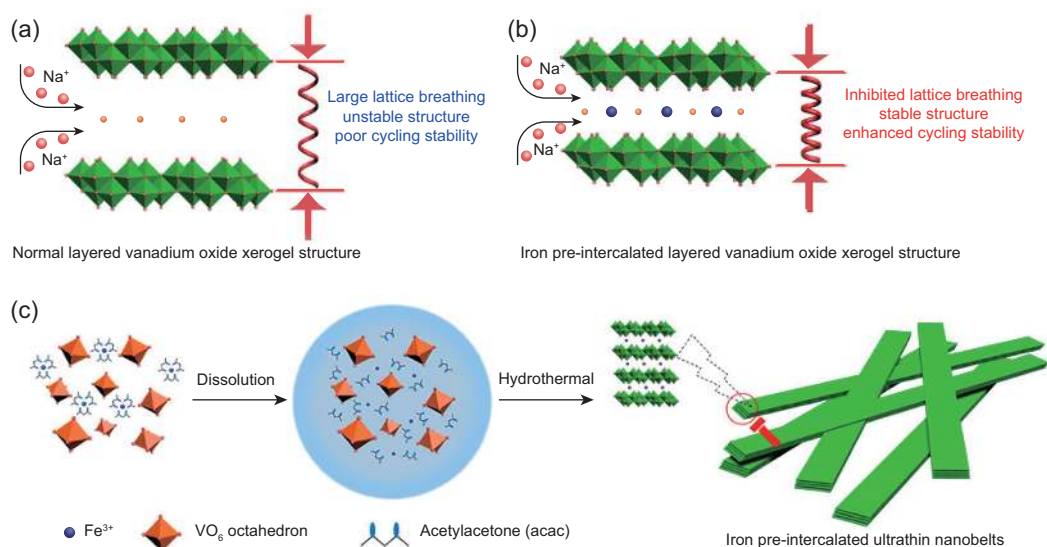 (a)
Na⁺
Na⁺
Large lattice breathing
unstable structure
poor cycling stability
Normal layered vanadium oxide xerogel structure
(b)
Na⁺
Na⁺
Inhibited lattice breathing
stable structure
enhanced cycling stability
Iron pre-intercalated layered vanadium oxide xerogel structure
(c)
Dissolution
Hydrothermal
Fe³⁺
VO₆ octahedron
Acetylacetone (acac)
Iron pre-intercalated ultrathin nanobelts